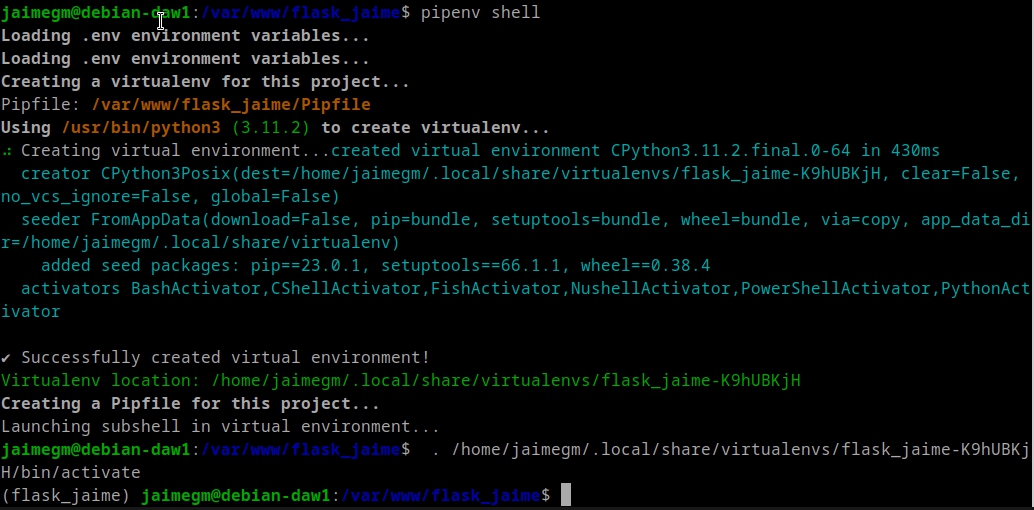 jaimegm@debian-daw1:/var/www/flask_jaime$ pipenv shell
Loading .env environment variables...
Loading .env environment variables...
Creating a virtualenv for this project...
Pipfile: /var/www/flask_jaime/Pipfile
Using /usr/bin/python3 (3.11.2) to create virtualenv...
⠴ Creating virtual environment...created virtual environment CPython3.11.2.final.0-64 in 430ms
  creator CPython3Posix(dest=/home/jaimegm/.local/share/virtualenvs/flask_jaime-K9hUBKjH, clear=False,
no_vcs_ignore=False, global=False)
  seeder FromAppData(download=False, pip=bundle, setuptools=bundle, wheel=bundle, via=copy, app_data_di
r=/home/jaimegm/.local/share/virtualenv)
    added seed packages: pip==23.0.1, setuptools==66.1.1, wheel==0.38.4
  activators BashActivator,CShellActivator,FishActivator,NushellActivator,PowerShellActivator,PythonAct
ivator
✔ Successfully created virtual environment!
Virtualenv location: /home/jaimegm/.local/share/virtualenvs/flask_jaime-K9hUBKjH
Creating a Pipfile for this project...
Launching subshell in virtual environment...
jaimegm@debian-daw1:/var/www/flask_jaime$  . /home/jaimegm/.local/share/virtualenvs/flask_jaime-K9hUBKj
H/bin/activate
(flask_jaime) jaimegm@debian-daw1:/var/www/flask_jaime$